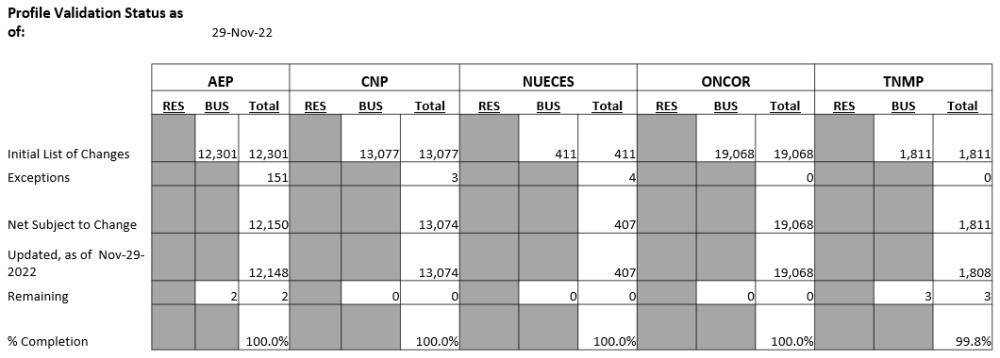 Profile Validation Status as
of: 29-Nov-22
AEP CNP NUECES ONCOR TNMP
RES BUS Total RES BUS Total RES BUS Total RES BUS Total RES BUS Total
Initial List of Changes 12,301 12,301 13,077 13,077 411 411 19,068 19,068 1,811 1,811
Exceptions 151 3 4 0 0
Net Subject to Change 12,150 13,074 407 19,068 1,811
Updated, as of Nov-29-
2022 12,148 13,074 407 19,068 1,808
Remaining 2 2 0 0 0 0 0 0 3 3
% Completion 100.0% 100.0% 100.0% 100.0% 99.8%